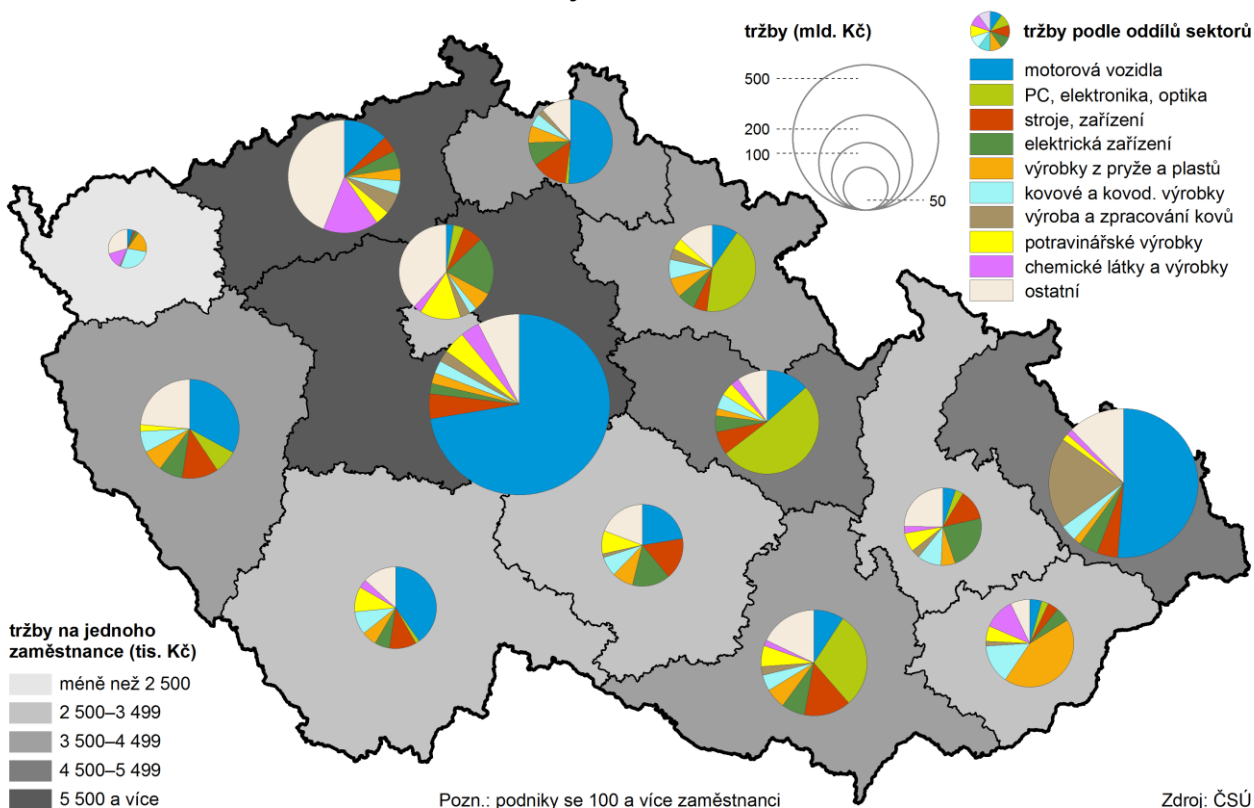 tržby (mld. Kč)
500
200
100
50
tržby podle oddílů sektorů
motorová vozidla
PC, elektronika, optika
stroje, zařízení
elektrická zařízení
výrobky z pryže a plastů
kovové a kovod. výrobky
výroba a zpracování kovů
potravinářské výrobky
chemické látky a výrobky
ostatní
tržby na jednoho
zaměstnance (tis. Kč)
méně než 2 500
2 500–3 499
3 500–4 499
4 500–5 499
5 500 a více
Pozn.: podniky se 100 a více zaměstnanci
Zdroj: ČSÚ